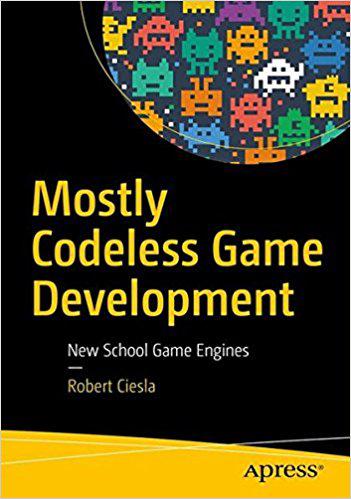 Mostly
Codeless Game
Development
New School Game Engines
—
Robert Ciesla
Apress®